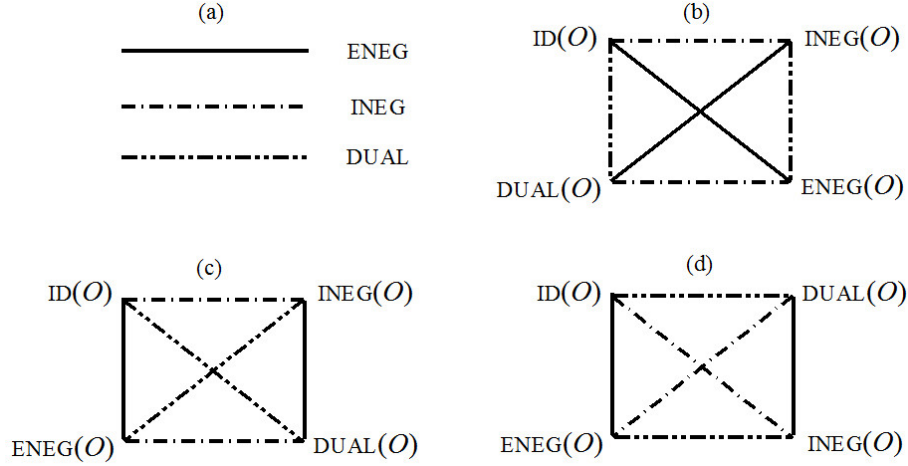 (a)
ENEG
INEG
DUAL
(b)
ID(O) INEG(O)
DUAL(O) ENEG(O)
(c)
ID(O) INEG(O)
ENEG(O) DUAL(O)
(d)
ID(O) DUAL(O)
ENEG(O) INEG(O)